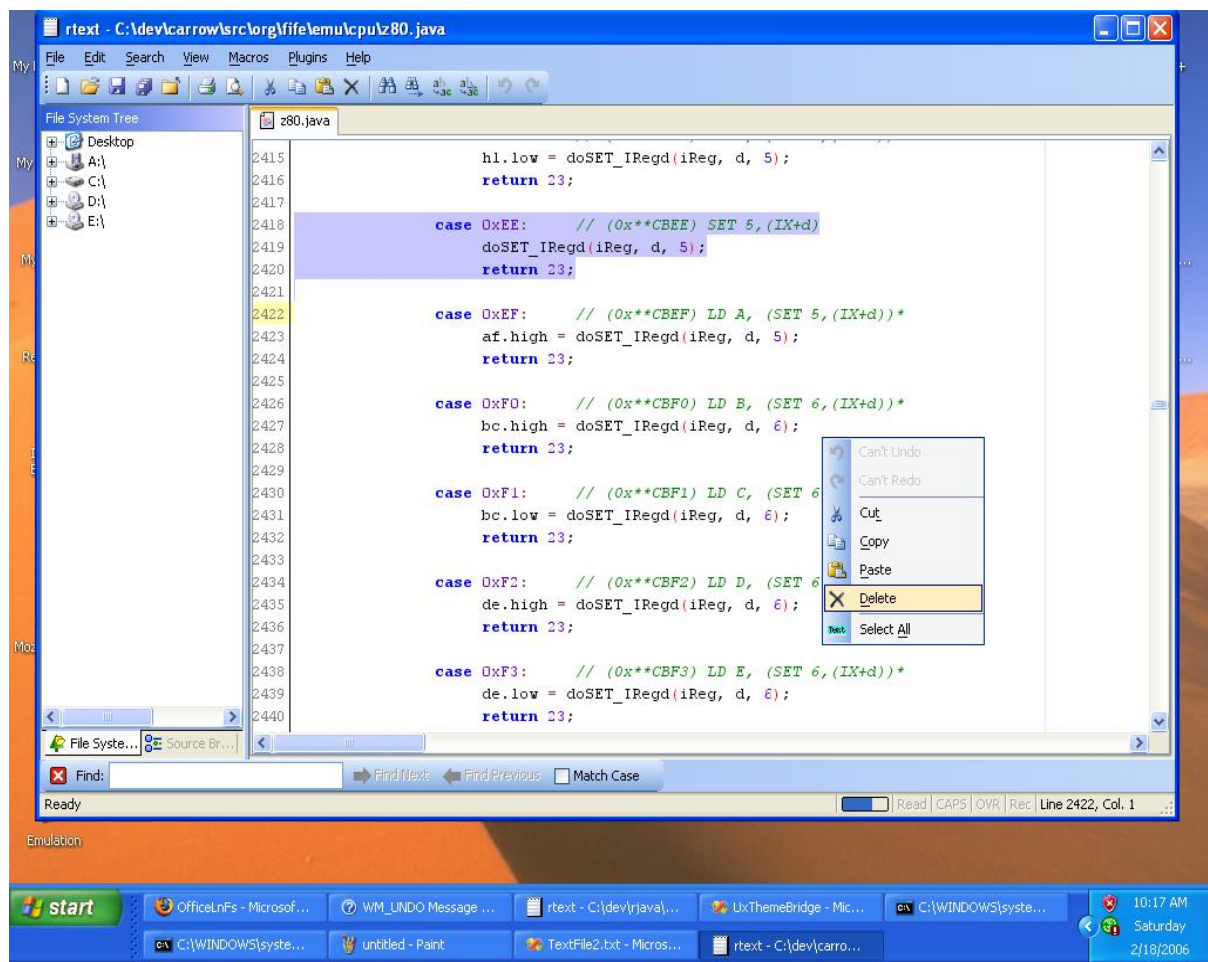 rtext - C:\dev\carrow\src\org\fife\emu\cpu\z80.java
File Edit Search View Macros Plugins Help
File System Tree
z80.java
Desktop
A:\
C:\
D:\
E:\
2415 hl.low = doSET_IRegd(iReg, d, 5);
2416 return 23;
2417
2418 case 0xEE: // (0x**CBEE) SET 5,(IX+d)
2419 doSET_IRegd(iReg, d, 5);
2420 return 23;
2421
2422 case 0xEF: // (0x**CBEF) LD A, (SET 5,(IX+d))*
2423 af.high = doSET_IRegd(iReg, d, 5);
2424 return 23;
2425
2426 case 0xF0: // (0x**CBF0) LD B, (SET 6,(IX+d))*
2427 bc.high = doSET_IRegd(iReg, d, 6);
2428 return 23;
2429
2430 case 0xF1: // (0x**CBF1) LD C, (SET 6
2431 bc.low = doSET_IRegd(iReg, d, 6);
2432 return 23;
2433
2434 case 0xF2: // (0x**CBF2) LD D, (SET 6
2435 de.high = doSET_IRegd(iReg, d, 6);
2436 return 23;
2437
2438 case 0xF3: // (0x**CBF3) LD E, (SET 6,(IX+d))*
2439 de.low = doSET_IRegd(iReg, d, 6);
2440 return 23;
Can't Undo
Can't Redo
Cut
Copy
Paste
Delete
Select All
File Syste... Source Br...
Find: Find Next Find Previous Match Case
Ready Read CAPS OVR Rec Line 2422, Col. 1
My
My
My
Re
Moz
Emulation
start OfficeLnFs - Microsof... WM_UNDO Message ... rtext - C:\dev\rjava\... UxThemeBridge - Mic... C:\WINDOWS\syste... 10:17 AM
Saturday
C:\WINDOWS\syste... untitled - Paint TextFile2.txt - Micros... rtext - C:\dev\carro... 2/18/2006